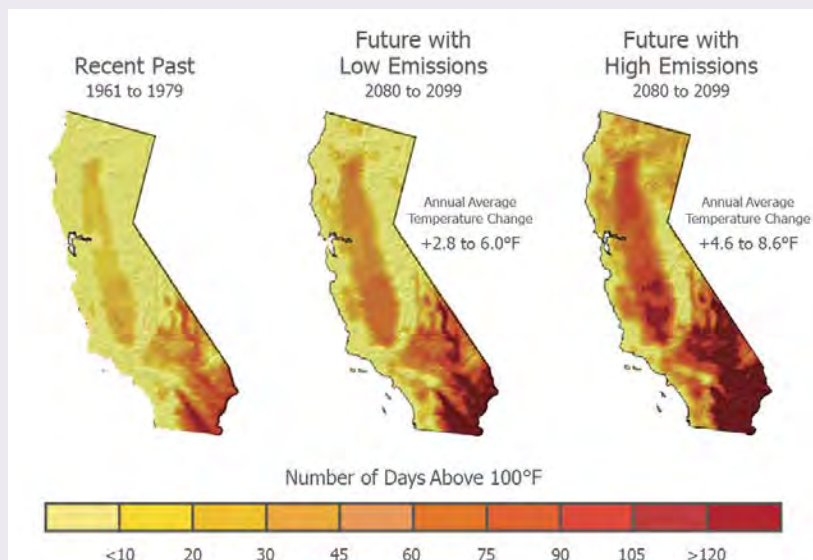 Recent Past
1961 to 1979
Future with
Low Emissions
2080 to 2099
Future with
High Emissions
2080 to 2099
Annual Average
Temperature Change
+2.8 to 6.0°F
Annual Average
Temperature Change
+4.6 to 8.6°F
Number of Days Above 100°F
<10 20 30 45 60 75 90 105 >120